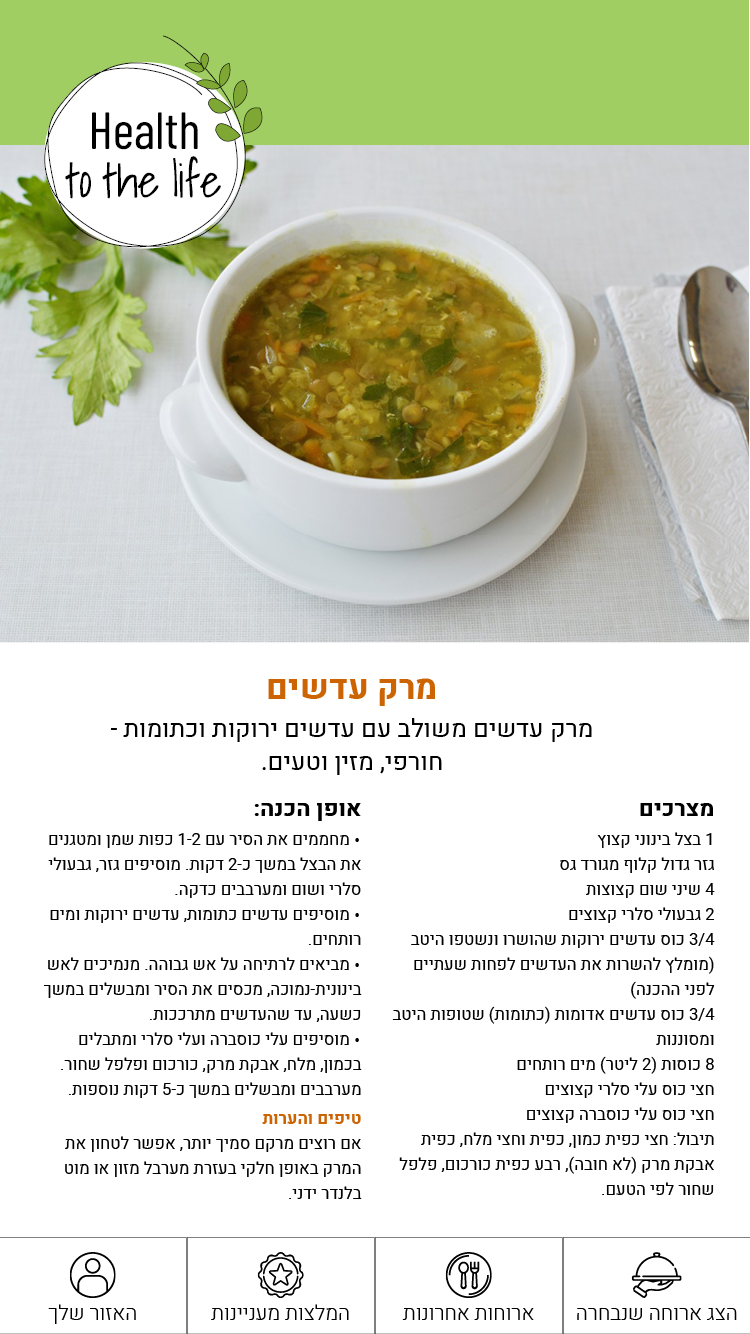 Health
to the life
מרק עדשים
מרק עדשים משולב עם עדשים ירוקות וכתומות -
חורפי, מזין וטעים.
מצרכים
1 בצל בינוני קצוץ
גזר גדול קלוף מגורד גס
4 שיני שום קצוצות
2 גבעולי סלרי קצוצים
3/4 כוס עדשים ירוקות שהושרו ונשטפו היטב
(מומלץ להשרות את העדשים לפחות שעתיים
לפני ההכנה)
3/4 כוס עדשים אדומות (כתומות) שטופות היטב
ומסוננות
8 כוסות (2 ליטר) מים רותחים
חצי כוס עלי סלרי קצוצים
חצי כוס עלי כוסברה קצוצים
תיבול: חצי כפית כמון, כפית וחצי מלח, כפית
אבקת מרק (לא חובה), רבע כפית כורכום, פלפל
שחור לפי הטעם.
אופן הכנה:
• מחממים את הסיר עם 1-2 כפות שמן ומטגנים
את הבצל במשך כ-2 דקות. מוסיפים גזר, גבעולי
סלרי ושום ומערבבים כדקה.
• מוסיפים עדשים כתומות, עדשים ירוקות ומים
רותחים.
• מביאים לרתיחה על אש גבוהה. מנמיכים לאש
בינונית-נמוכה, מכסים את הסיר ומבשלים במשך
כשעה, עד שהעדשים מתרככות.
• מוסיפים עלי כוסברה ועלי סלרי ומתבלים
בכמון, מלח, אבקת מרק, כורכום ופלפל שחור.
מערבבים ומבשלים במשך כ-5 דקות נוספות.
טיפים והערות
אם רוצים מרקם סמיך יותר, אפשר לטחון את
המרק באופן חלקי בעזרת מערבל מזון או מוט
בלנדר ידני.
הצג ארוחה שנבחרה
ארוחות אחרונות
המלצות מעניינות
האזור שלך